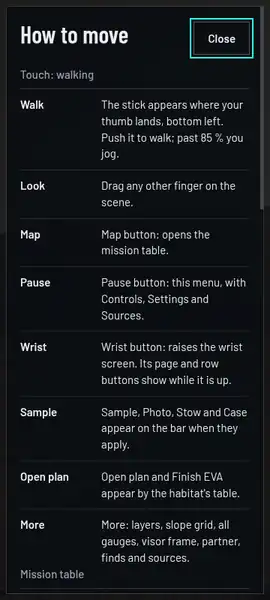 How to move
Close
Touch: walking
Walk
The stick appears where your
thumb lands, bottom left.
Push it to walk; past 85 % you
jog.
Look
Drag any other finger on the
scene.
Map
Map button: opens the
mission table.
Pause
Pause button: this menu, with
Controls, Settings and
Sources.
Wrist
Wrist button: raises the wrist
screen. Its page and row
buttons show while it is up.
Sample
Sample, Photo, Stow and Case
appear on the bar when they
apply.
Open plan
Open plan and Finish EVA
appear by the habitat's table.
More
More: layers, slope grid, all
gauges, visor frame, partner,
finds and sources.
Mission table